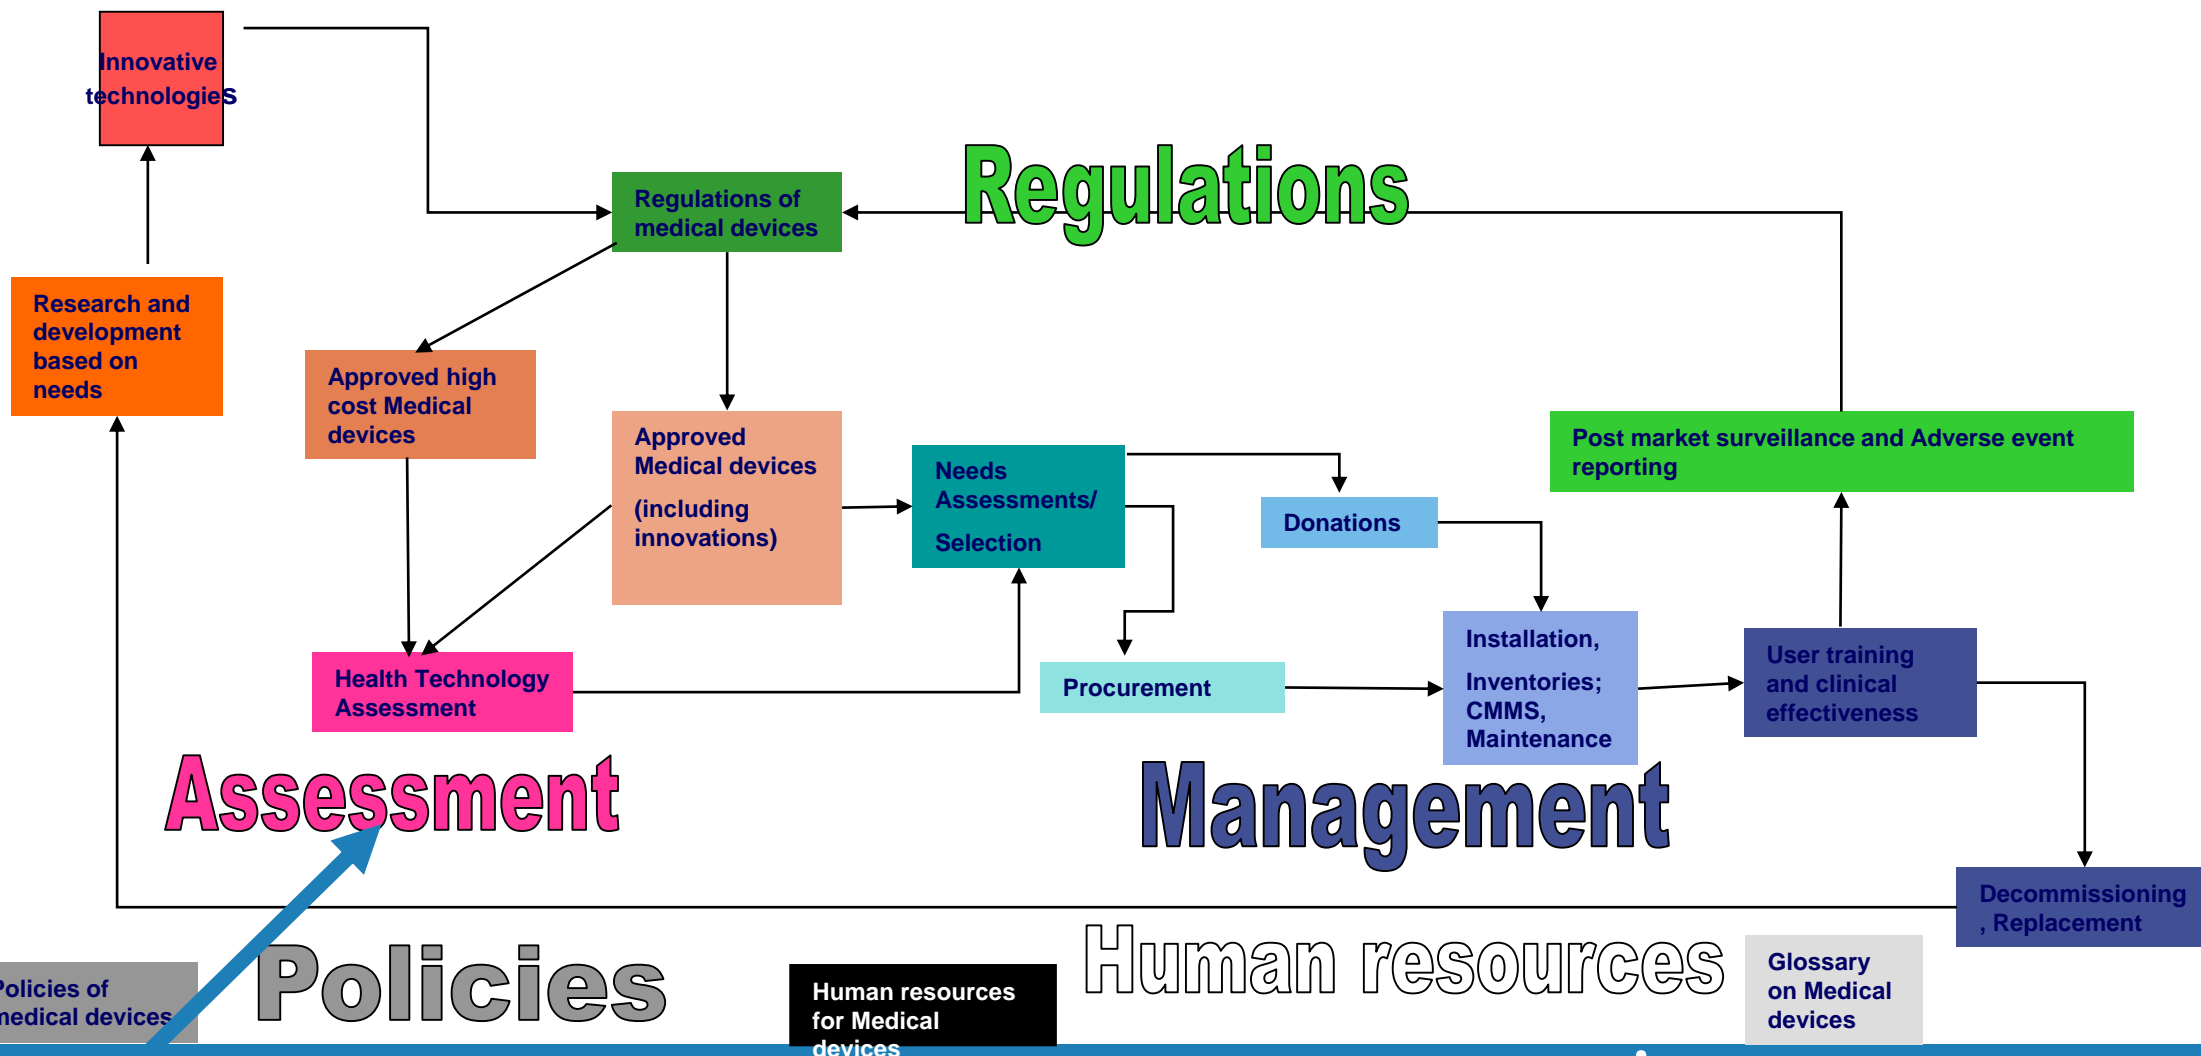 Innovative
technologies
Regulations
Regulations of
medical devices
Research and
development
based on
needs
Approved high
cost Medical
devices
Approved
Medical devices
(including
innovations)
Needs
Assessments/
Selection
Donations
Post market surveillance and Adverse event
reporting
Health Technology
Assessment
Procurement
Installation,
Inventories;
CMMS,
Maintenance
User training
and clinical
effectiveness
Assessment
Management
Decommissioning
, Replacement
Policies
Human resources
Policies of
medical devices
Human resources
for Medical
devices
Glossary
on Medical
devices